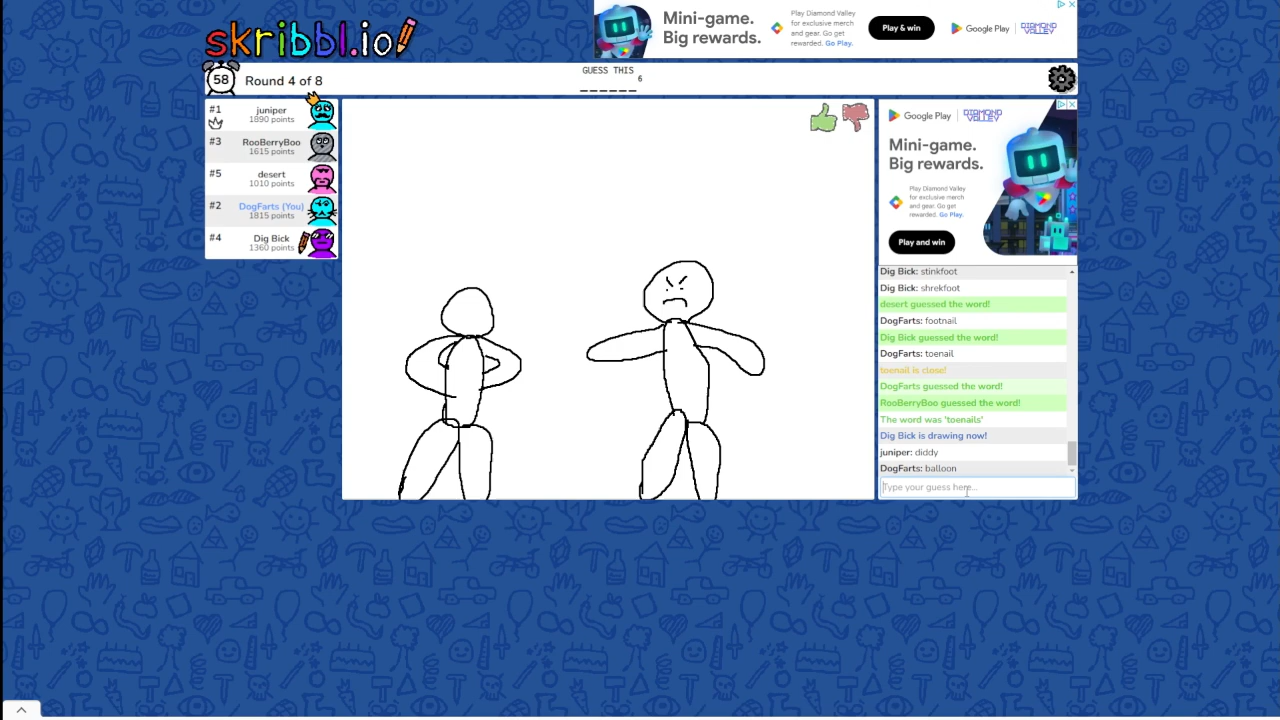 skribbl.io
Mini-game.
Big rewards.
Play Diamond Valley
for exclusive merch
and gear. Go get
rewarded. Go Play.
Play & win
Google Play
DIAMOND
VALLEY
58
Round 4 of 8
GUESS THIS
______ 6
#1
juniper
1890 points
#3
RooBerryBoo
1615 points
#5
desert
1010 points
#2
DogFarts (You)
1815 points
#4
Dig Bick
1360 points
Google Play
DIAMOND
VALLEY
Mini-game.
Big rewards.
Play Diamond Valley
for exclusive merch
and gear. Go get
rewarded. Go Play.
Play and win
Dig Bick: stinkfoot
Dig Bick: shrekfoot
desert guessed the word!
DogFarts: footnail
Dig Bick guessed the word!
DogFarts: toenail
toenail is close!
DogFarts guessed the word!
RooBerryBoo guessed the word!
The word was 'toenails'
Dig Bick is drawing now!
juniper: diddy
DogFarts: balloon
Type your guess here...